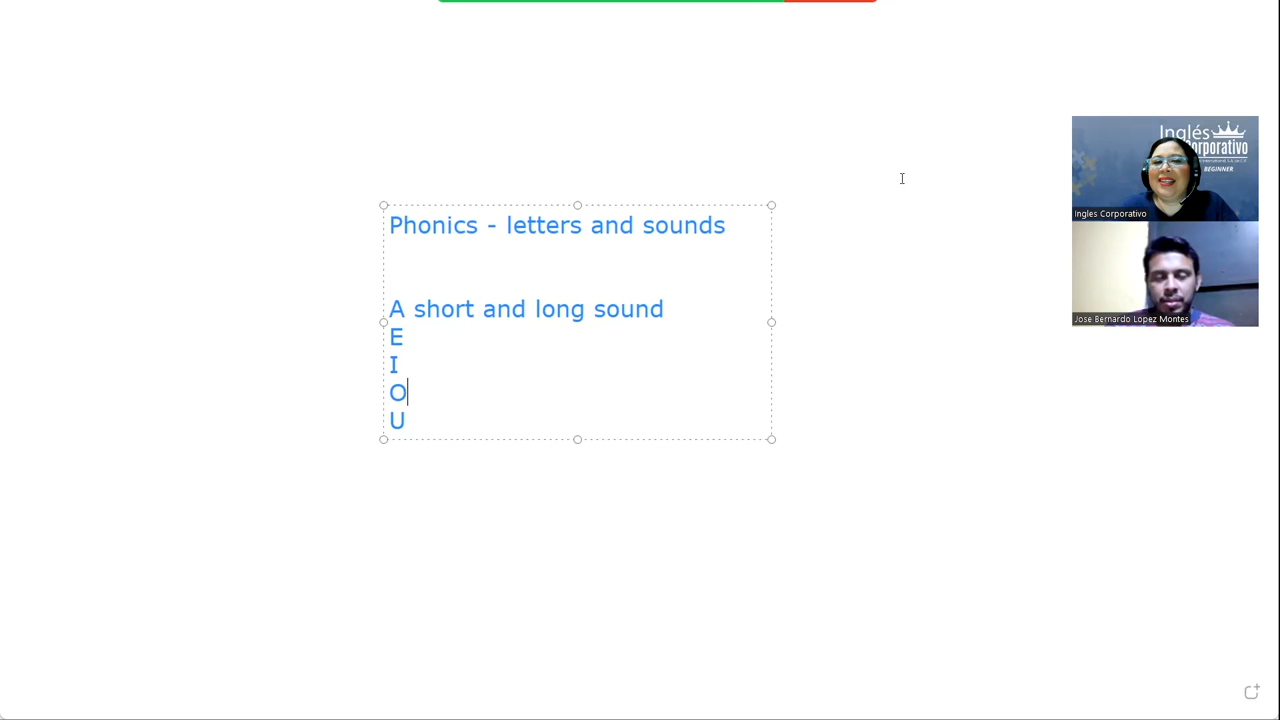 Phonics - letters and sounds
A short and long sound
E
I
O
U
Inglés
Corporativo
BEGINNER
Ingles Corporativo
Jose Bernardo Lopez Montes